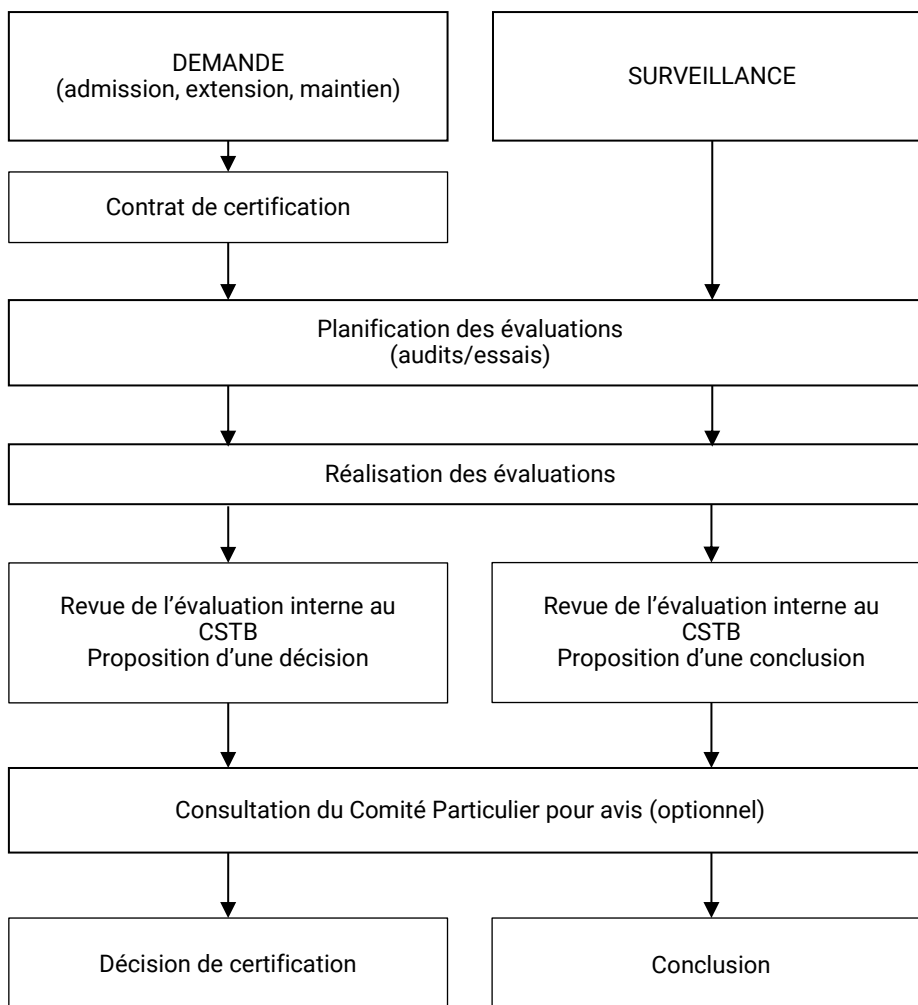 DEMANDE
(admission, extension, maintien)
SURVEILLANCE
Contrat de certification
Planification des évaluations
(audits/essais)
Réalisation des évaluations
Revue de l’évaluation interne au
CSTB
Proposition d’une décision
Revue de l’évaluation interne au
CSTB
Proposition d’une conclusion
Consultation du Comité Particulier pour avis (optionnel)
Décision de certification
Conclusion